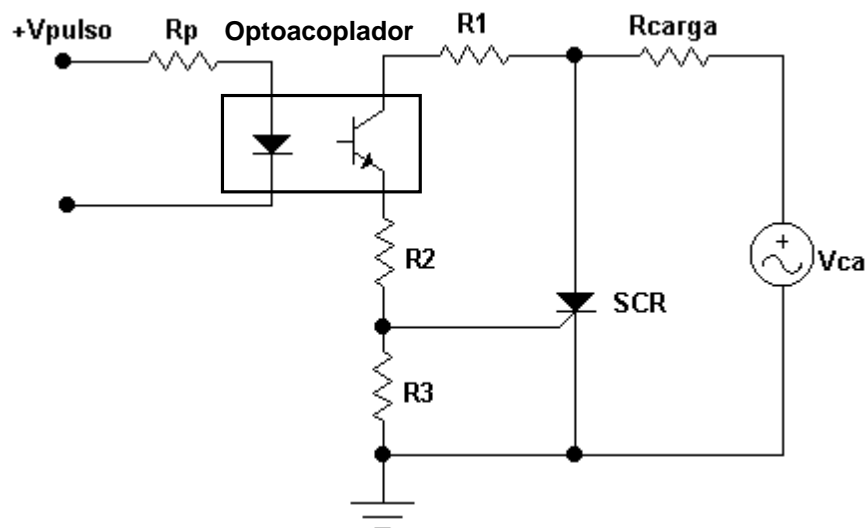 +Vpulso
Rp
Optoacoplador
R1
Rcarga
R2
+
Vca
SCR
R3